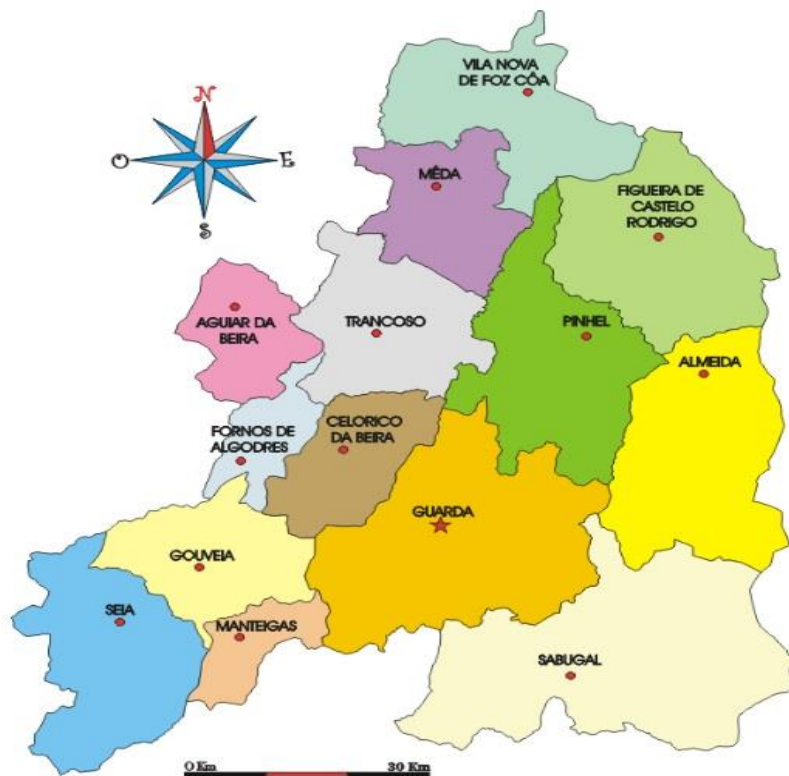 VILA NOVA
DE FOZ CÔA
N
O
E
S
MÊDA
FIGUEIRA DE
CASTELO
RODRIGO
AGUIAR DA
BEIRA
TRANCOSO
PINHEL
ALMEIDA
FORNOS DE
ALGODRES
CELORICO
DA BEIRA
GUARDA
GOUVEIA
SEIA
MANTEIGAS
SABUGAL
0 Km
30 Km